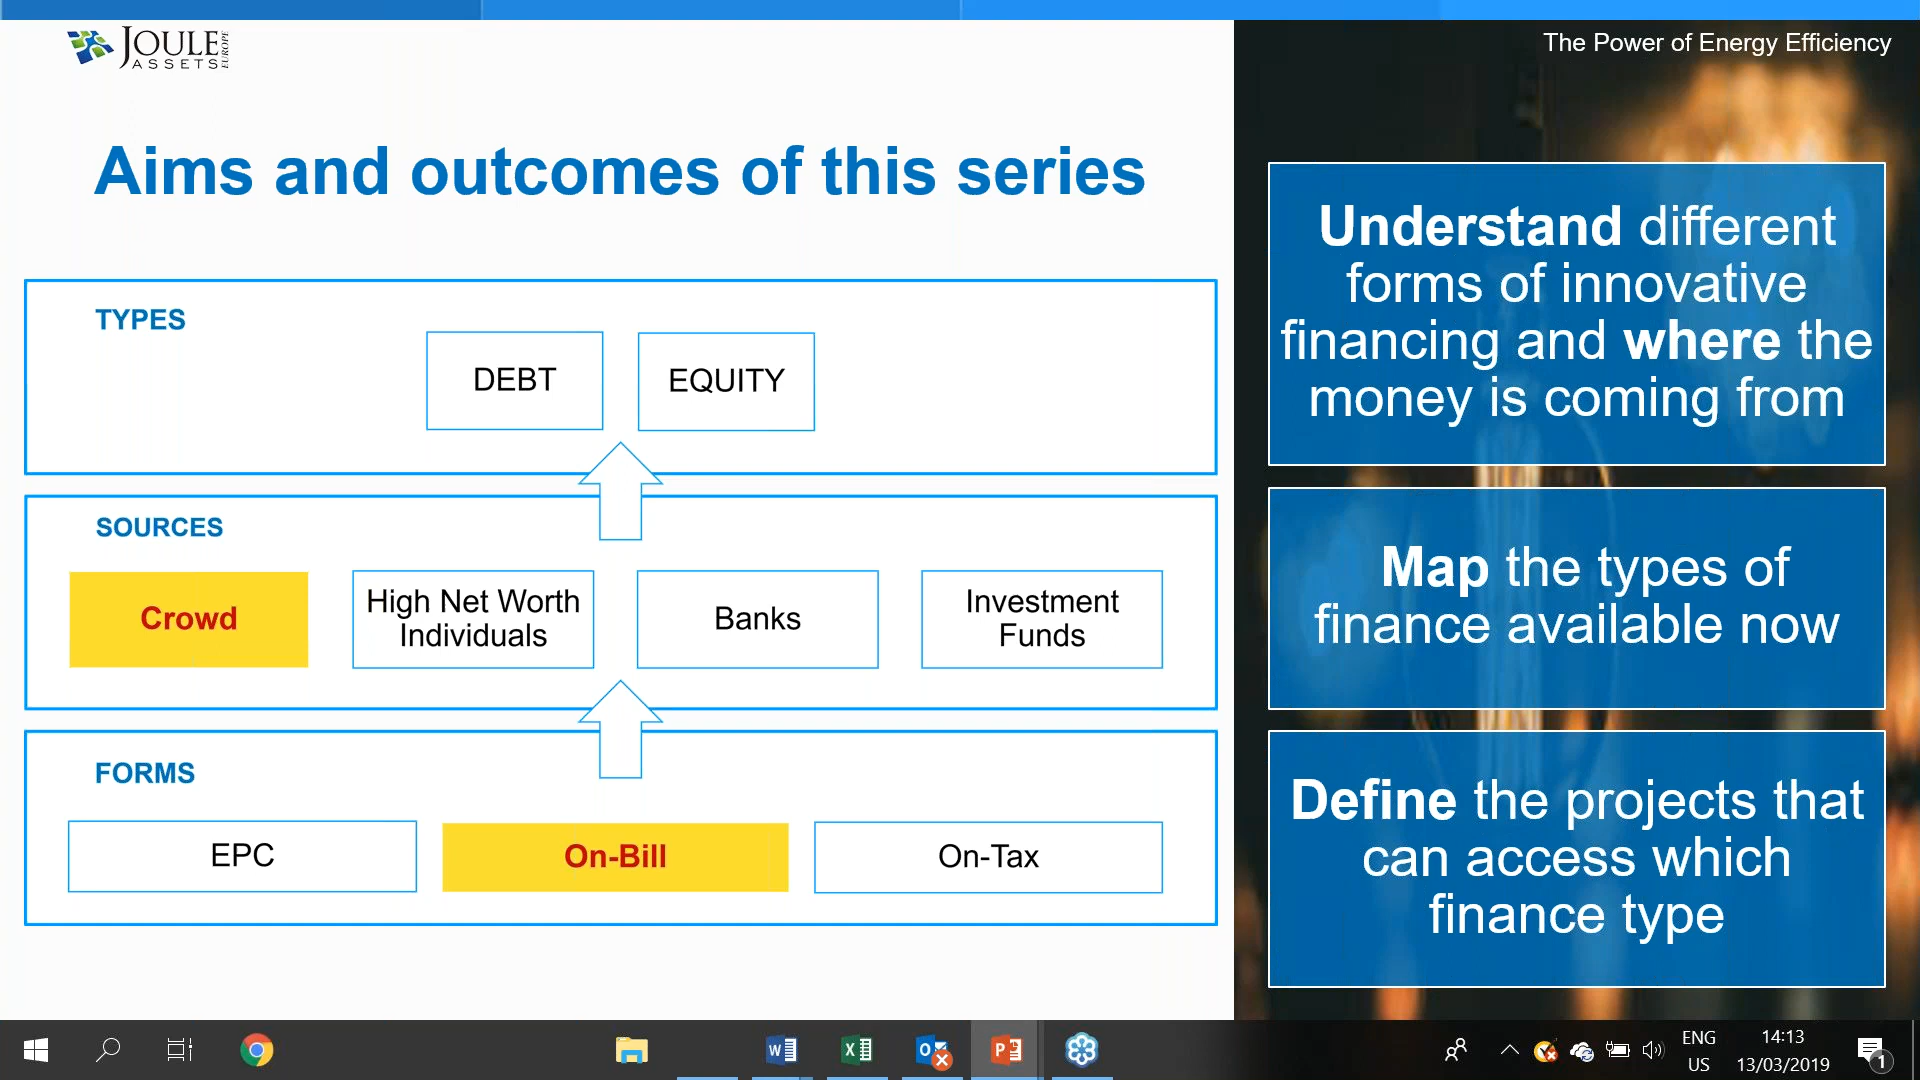 JOULE
ASSETS
EUROPE
The Power of Energy Efficiency
Aims and outcomes of this series
TYPES
DEBT
EQUITY
SOURCES
Crowd
High Net Worth
Individuals
Banks
Investment
Funds
FORMS
EPC
On-Bill
On-Tax
Understand different
forms of innovative
financing and where the
money is coming from
Map the types of
finance available now
Define the projects that
can access which
finance type
ENG
US
14:13
13/03/2019
1